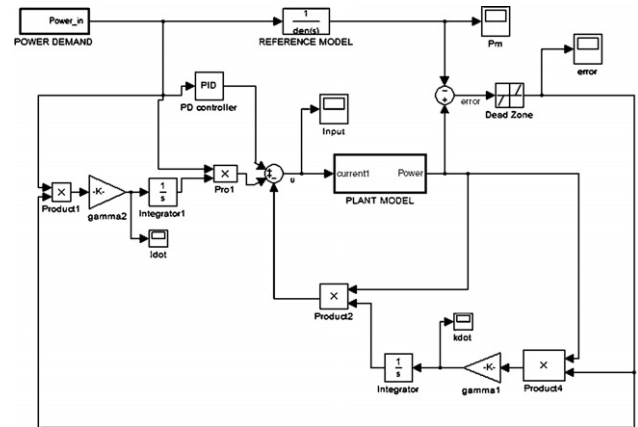 Power_in
POWER DEMAND
1
den(s)
REFERENCE MODEL
Pm
error
error
Dead Zone
PID
PD controller
Input
×
Product1
-K-
gamma2
1
s
Integrator1
×
Pro1
u
current1 Power
PLANT MODEL
ldot
×
Product2
kdot
1
s
Integrator
-K-
gamma1
×
Product4